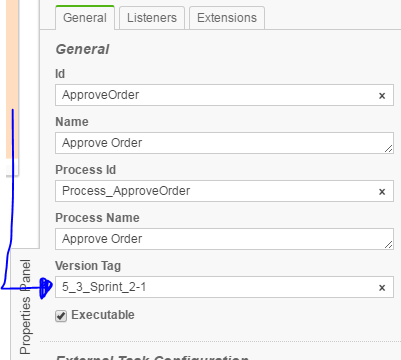 General Listeners Extensions
General
Id
ApproveOrder ×
Name
Approve Order
Process Id
Process_ApproveOrder ×
Process Name
Approve Order
Version Tag
5_3_Sprint_2-1 ×
Executable
Properties Panel
External Task Configuration